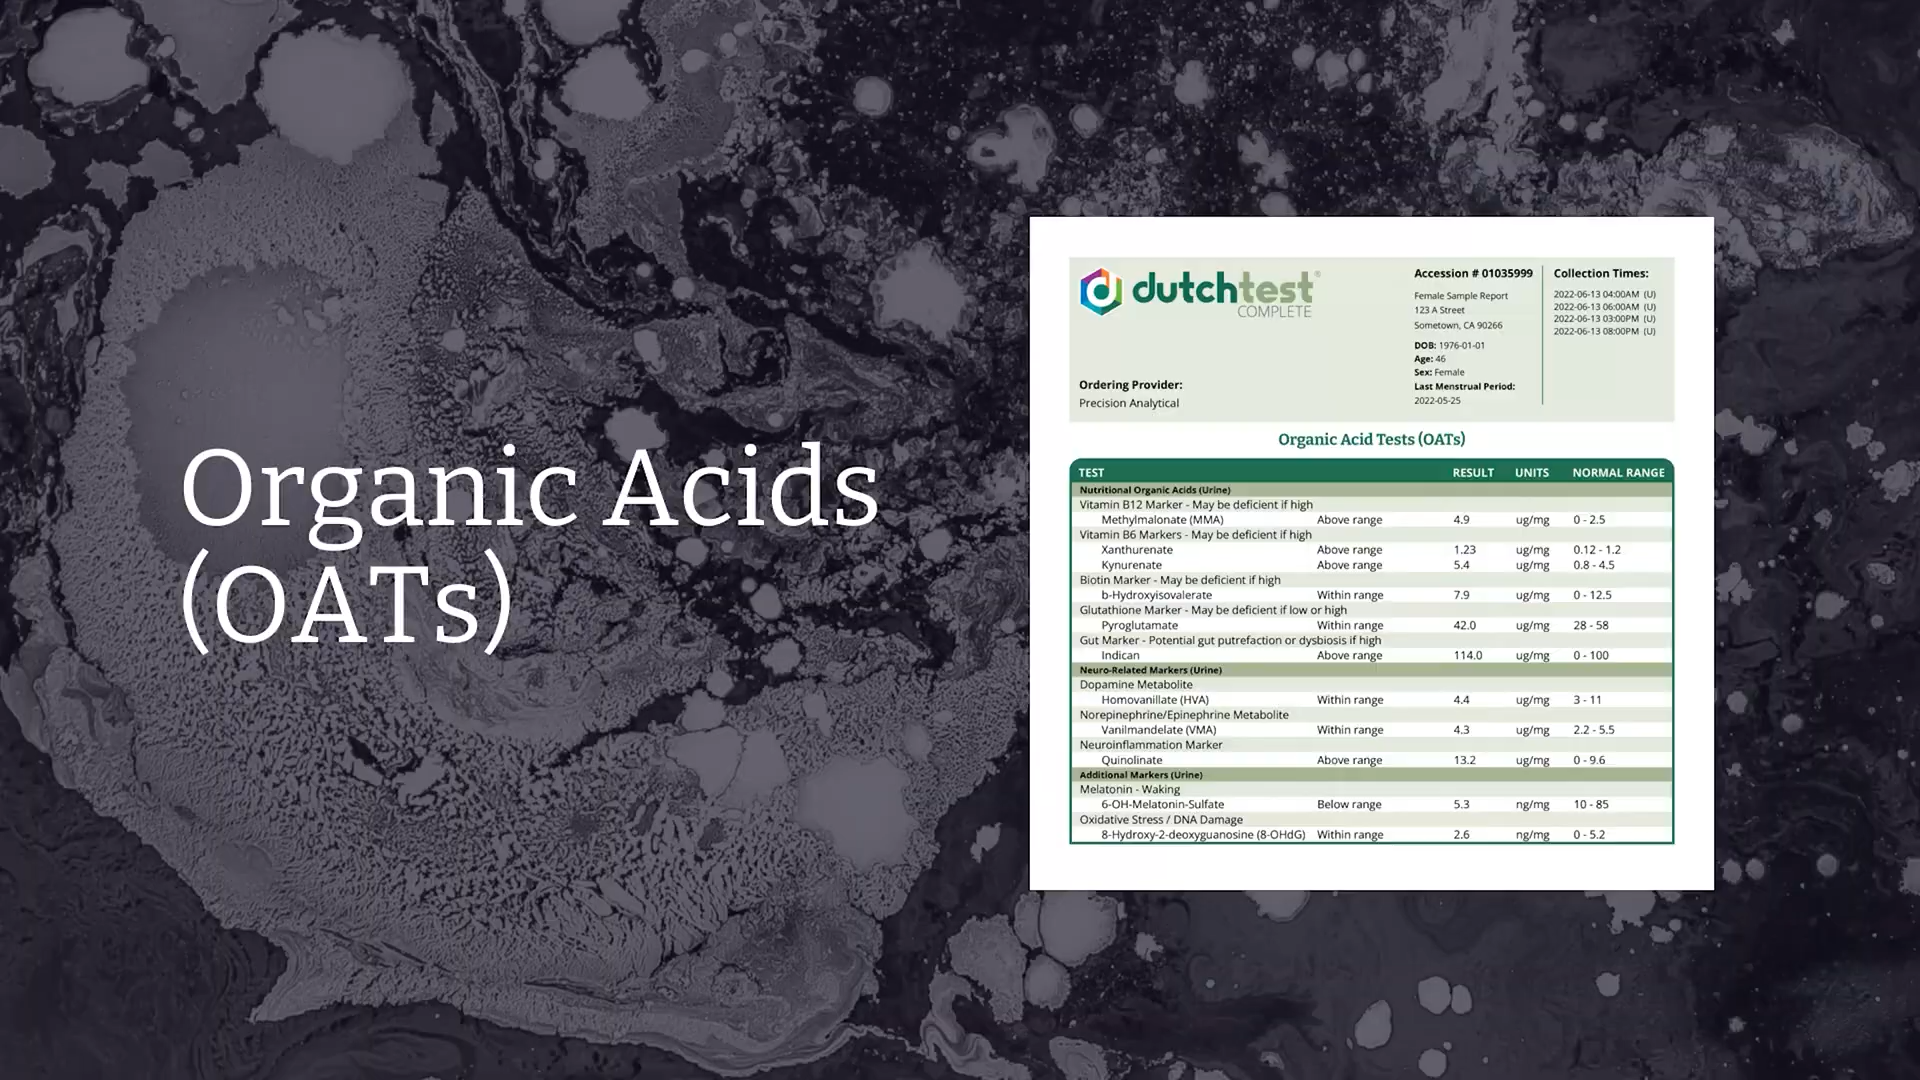 Organic Acids
(OATs)
dutchtest®
COMPLETE
Ordering Provider:
Precision Analytical
Accession # 01035999
Female Sample Report
123 A Street
Sometown, CA 90266
DOB: 1976-01-01
Age: 46
Sex: Female
Last Menstrual Period:
2022-05-25
Collection Times:
2022-06-13 04:00AM (U)
2022-06-13 06:00AM (U)
2022-06-13 03:00PM (U)
2022-06-13 08:00PM (U)
Organic Acid Tests (OATs)
TEST RESULT UNITS NORMAL RANGE
Nutritional Organic Acids (Urine)
Vitamin B12 Marker - May be deficient if high
Methylmalonate (MMA) Above range 4.9 ug/mg 0 - 2.5
Vitamin B6 Markers - May be deficient if high
Xanthurenate Above range 1.23 ug/mg 0.12 - 1.2
Kynurenate Above range 5.4 ug/mg 0.8 - 4.5
Biotin Marker - May be deficient if high
b-Hydroxyisovalerate Within range 7.9 ug/mg 0 - 12.5
Glutathione Marker - May be deficient if low or high
Pyroglutamate Within range 42.0 ug/mg 28 - 58
Gut Marker - Potential gut putrefaction or dysbiosis if high
Indican Above range 114.0 ug/mg 0 - 100
Neuro-Related Markers (Urine)
Dopamine Metabolite
Homovanillate (HVA) Within range 4.4 ug/mg 3 - 11
Norepinephrine/Epinephrine Metabolite
Vanilmandelate (VMA) Within range 4.3 ug/mg 2.2 - 5.5
Neuroinflammation Marker
Quinolinate Above range 13.2 ug/mg 0 - 9.6
Additional Markers (Urine)
Melatonin - Waking
6-OH-Melatonin-Sulfate Below range 5.3 ng/mg 10 - 85
Oxidative Stress / DNA Damage
8-Hydroxy-2-deoxyguanosine (8-OHdG) Within range 2.6 ng/mg 0 - 5.2